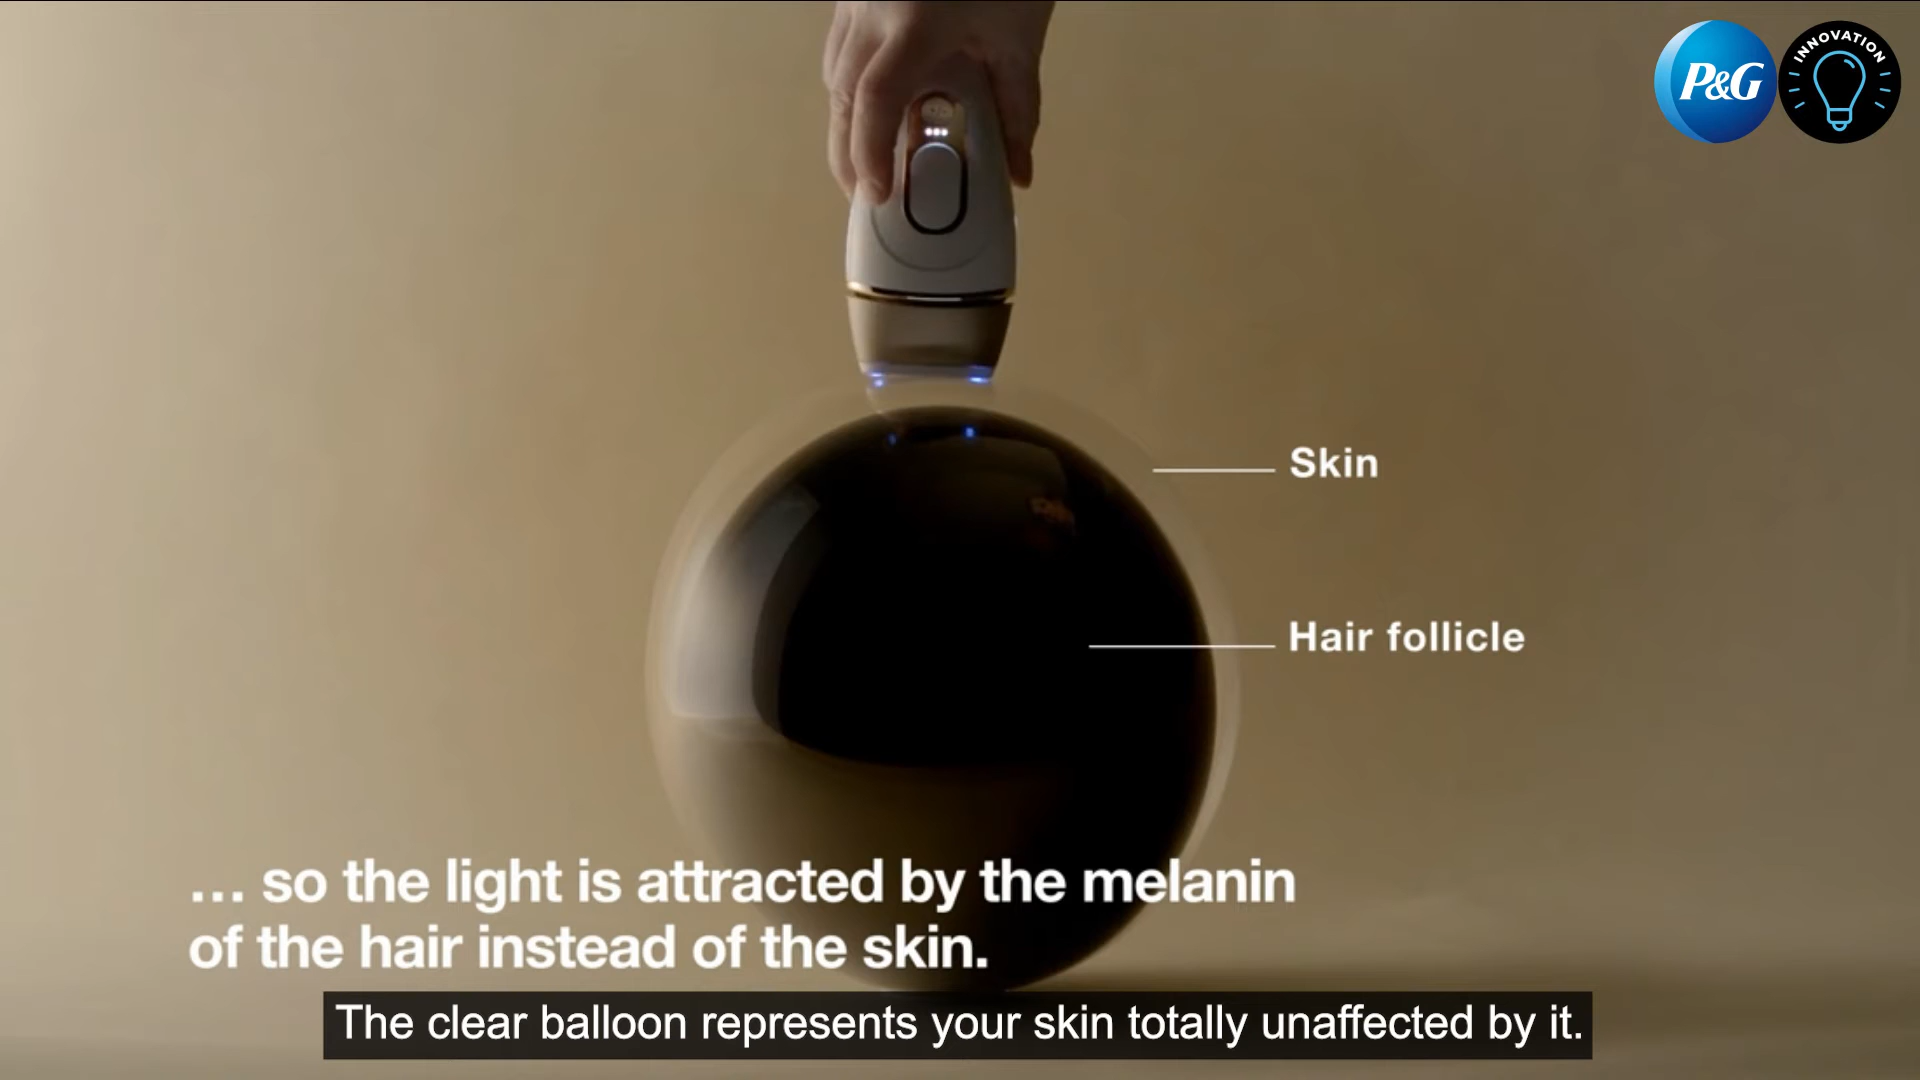 P&G
INNOVATION
Skin
Hair follicle
... so the light is attracted by the melanin
of the hair instead of the skin.
The clear balloon represents your skin totally unaffected by it.